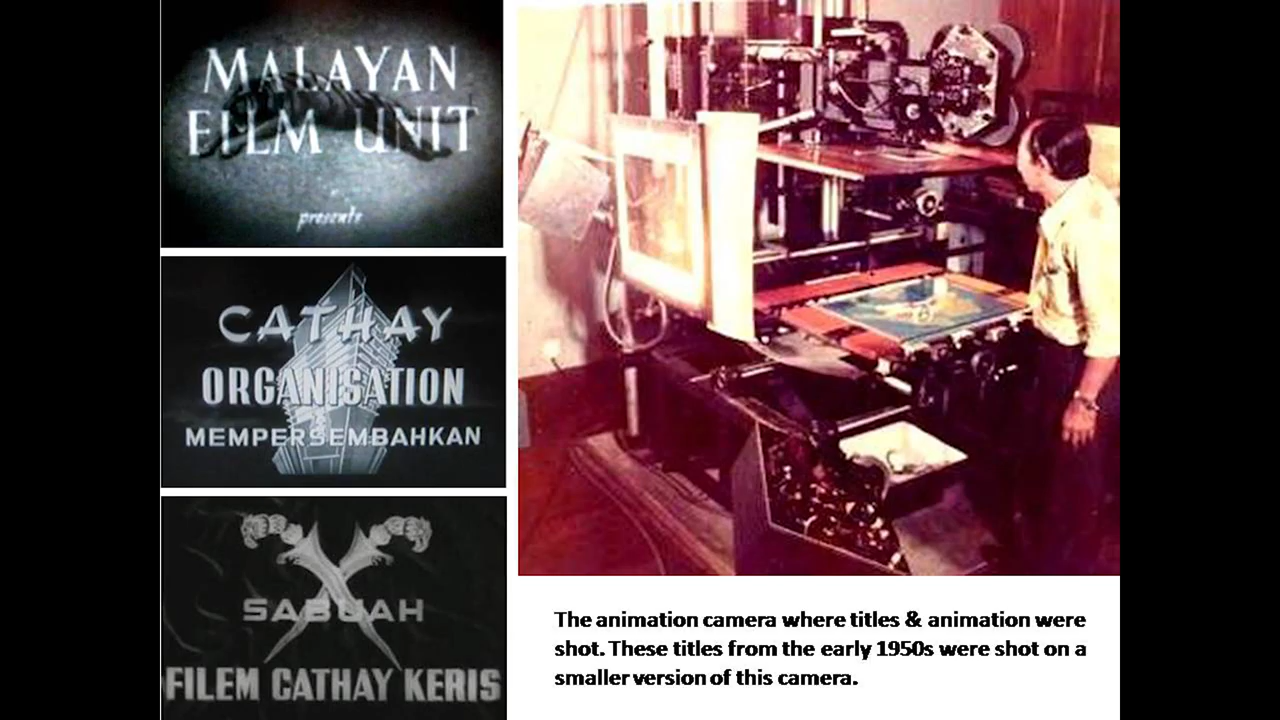 MALAYAN
FILM UNIT
presents
CATHAY
ORGANISATION
MEMPERSEMBAHKAN
SABUAH
FILEM CATHAY KERIS
The animation camera where titles & animation were
shot. These titles from the early 1950s were shot on a
smaller version of this camera.